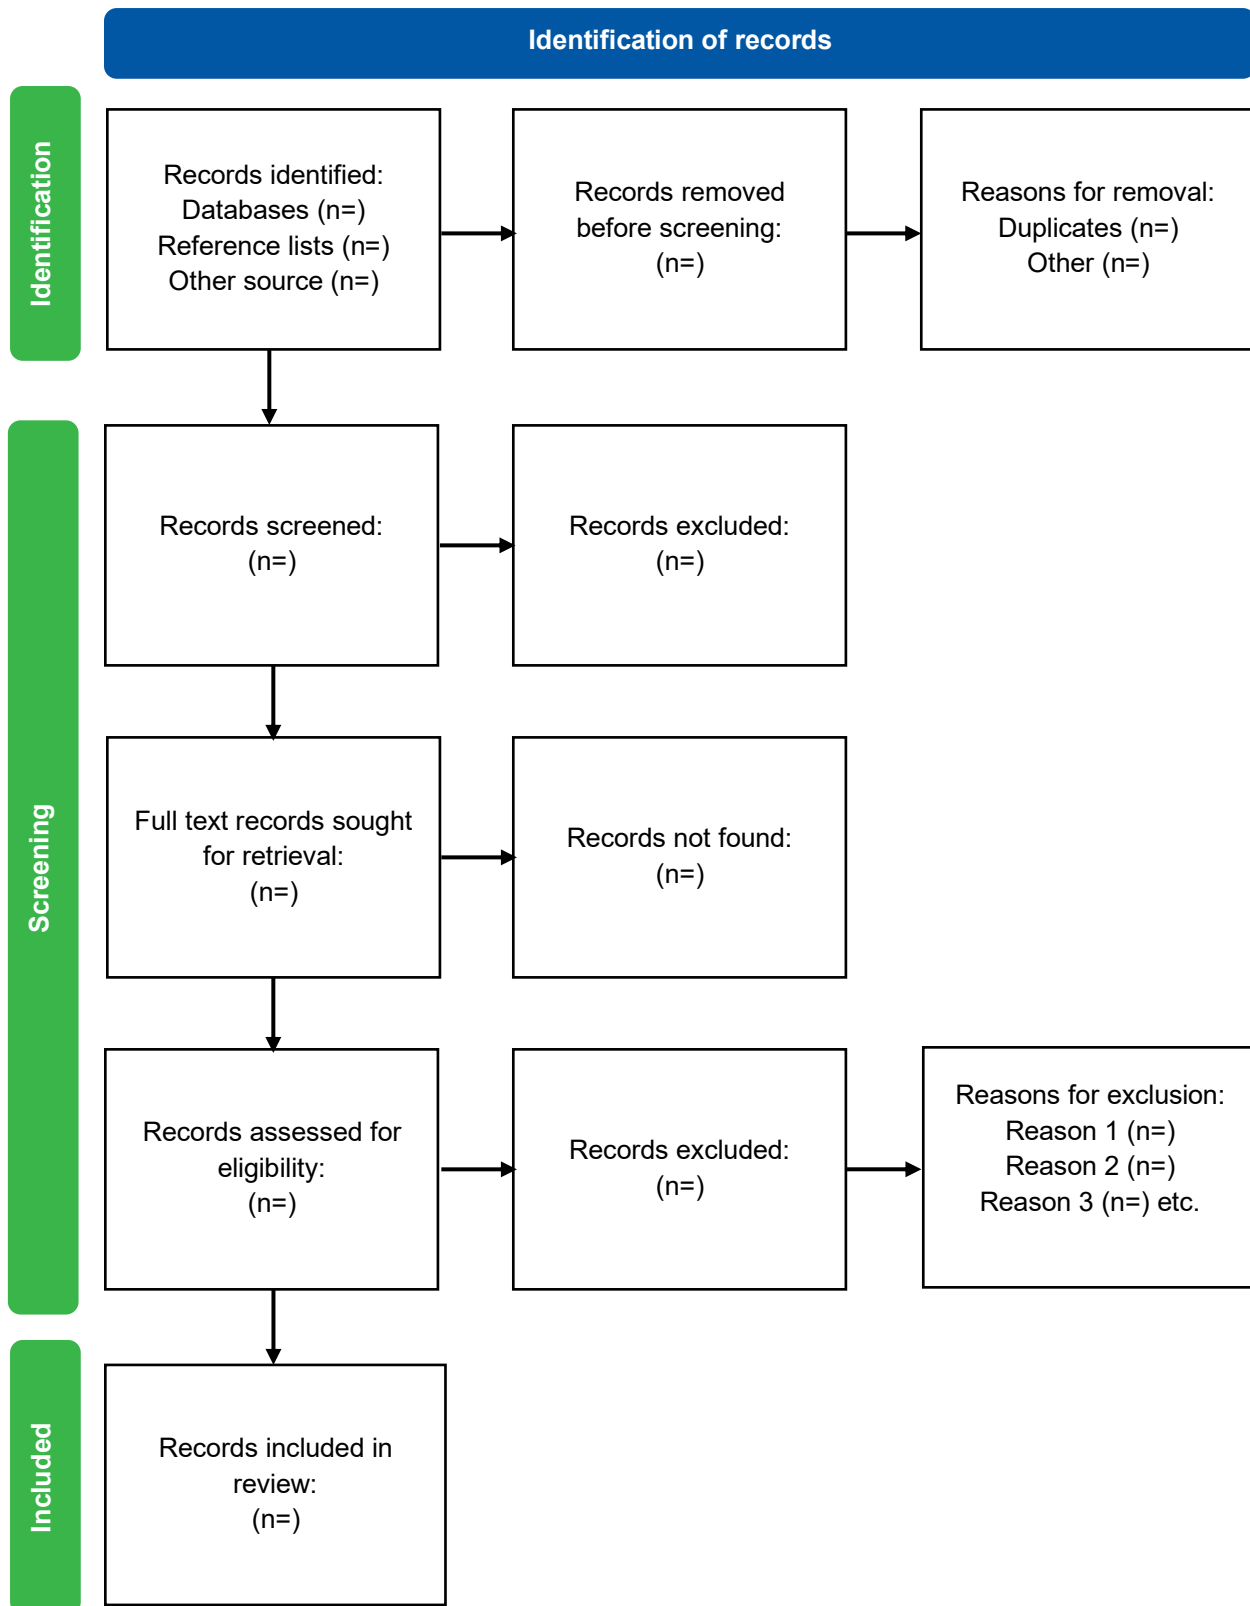 Identification of records
Identification
Records identified:
Databases (n=)
Reference lists (n=)
Other source (n=)
Records removed
before screening:
(n=)
Reasons for removal:
Duplicates (n=)
Other (n=)
Screening
Records screened:
(n=)
Records excluded:
(n=)
Full text records sought
for retrieval:
(n=)
Records not found:
(n=)
Records assessed for
eligibility:
(n=)
Records excluded:
(n=)
Reasons for exclusion:
Reason 1 (n=)
Reason 2 (n=)
Reason 3 (n=) etc.
Included
Records included in
review:
(n=)